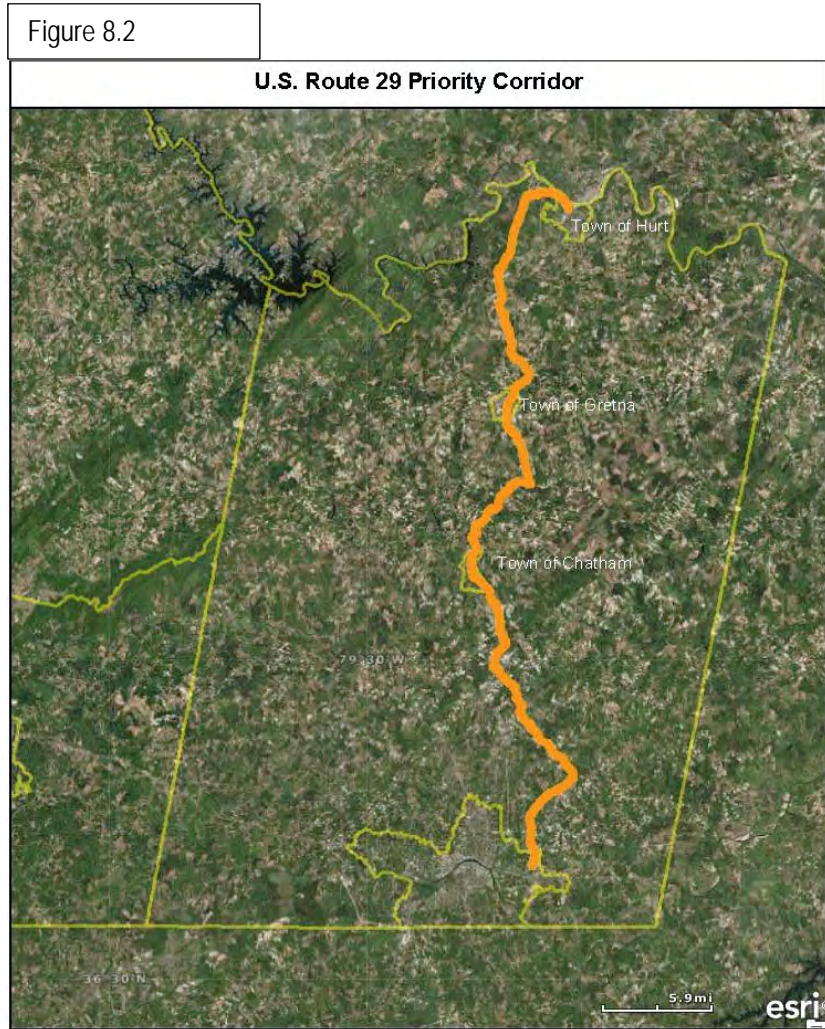 Figure 8.2
U.S. Route 29 Priority Corridor
Town of Hurt
37° N
Town of Gretna
Town of Chatham
79°30' W
36°30' N
5.9mi
esri